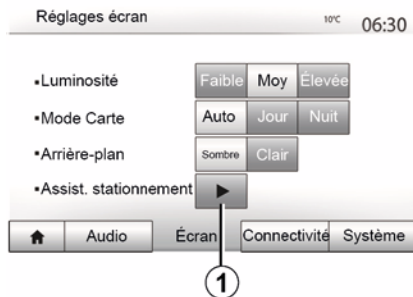 Réglages écran 10°C 06:30
▪Luminosité Faible Moy Élevée
▪Mode Carte Auto Jour Nuit
▪Arrière-plan Sombre Clair
▪Assist. stationnement
Audio Écran Connectivité Système
1